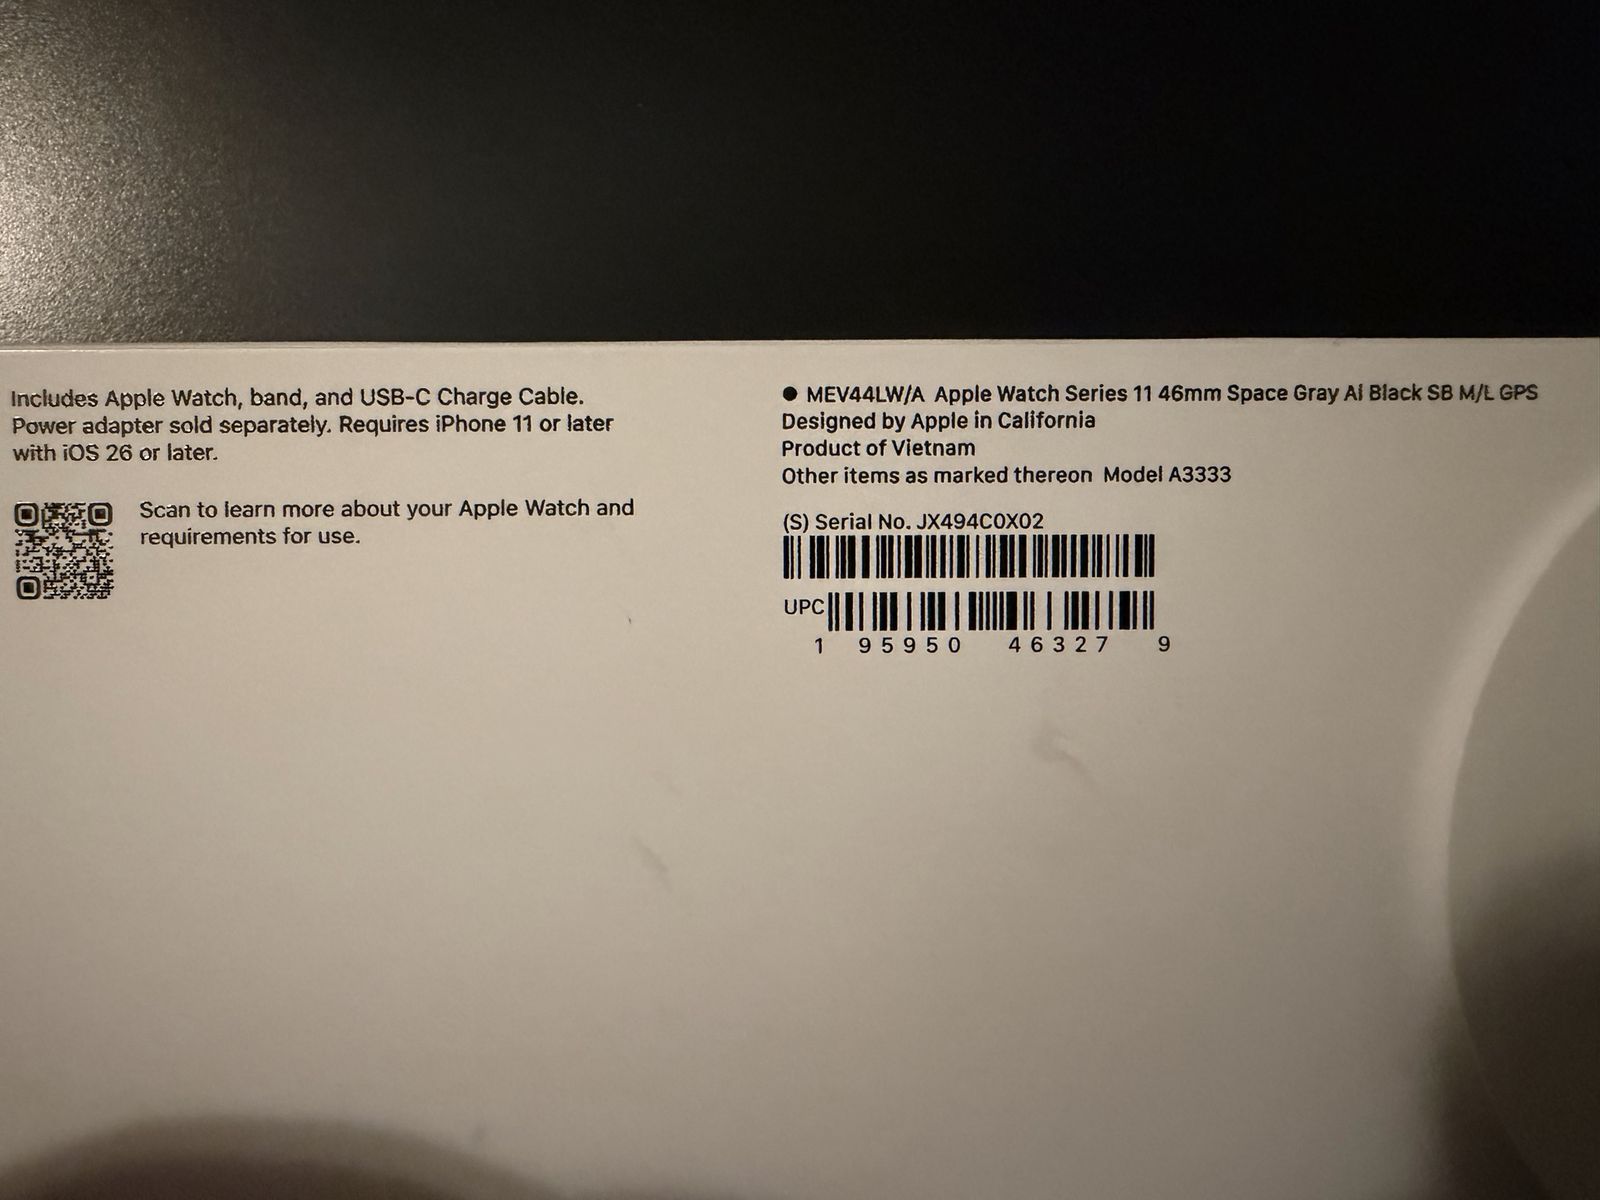 Includes Apple Watch, band, and USB-C Charge Cable.
Power adapter sold separately. Requires iPhone 11 or later
with iOS 26 or later.
Scan to learn more about your Apple Watch and
requirements for use.
● MEV44LW/A Apple Watch Series 11 46mm Space Gray Al Black SB M/L GPS
Designed by Apple in California
Product of Vietnam
Other items as marked thereon Model A3333
(S) Serial No. JX494C0X02
UPC
1 95950 46327 9